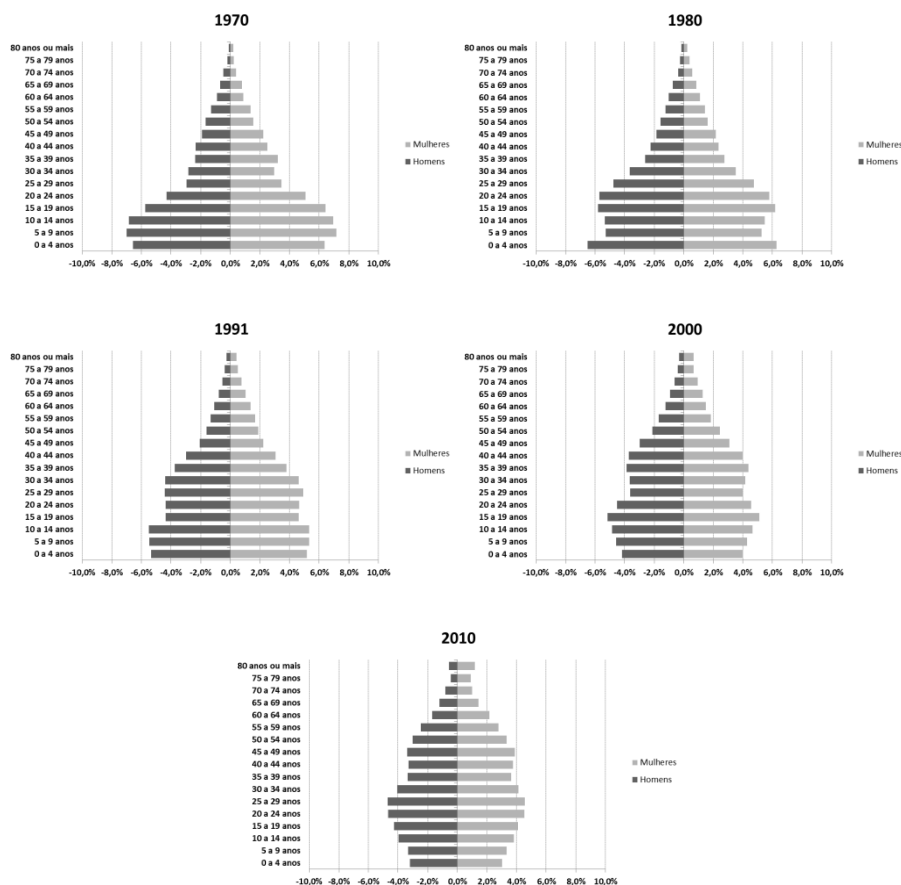 1970
80 anos ou mais
75 a 79 anos
70 a 74 anos
65 a 69 anos
60 a 64 anos
55 a 59 anos
50 a 54 anos
45 a 49 anos
40 a 44 anos
35 a 39 anos
30 a 34 anos
25 a 29 anos
20 a 24 anos
15 a 19 anos
10 a 14 anos
5 a 9 anos
0 a 4 anos
-10,0% -8,0% -6,0% -4,0% -2,0% 0,0% 2,0% 4,0% 6,0% 8,0% 10,0%
Mulheres
Homens
1980
80 anos ou mais
75 a 79 anos
70 a 74 anos
65 a 69 anos
60 a 64 anos
55 a 59 anos
50 a 54 anos
45 a 49 anos
40 a 44 anos
35 a 39 anos
30 a 34 anos
25 a 29 anos
20 a 24 anos
15 a 19 anos
10 a 14 anos
5 a 9 anos
0 a 4 anos
-10,0% -8,0% -6,0% -4,0% -2,0% 0,0% 2,0% 4,0% 6,0% 8,0% 10,0%
Mulheres
Homens
1991
80 anos ou mais
75 a 79 anos
70 a 74 anos
65 a 69 anos
60 a 64 anos
55 a 59 anos
50 a 54 anos
45 a 49 anos
40 a 44 anos
35 a 39 anos
30 a 34 anos
25 a 29 anos
20 a 24 anos
15 a 19 anos
10 a 14 anos
5 a 9 anos
0 a 4 anos
-10,0% -8,0% -6,0% -4,0% -2,0% 0,0% 2,0% 4,0% 6,0% 8,0% 10,0%
Mulheres
Homens
2000
80 anos ou mais
75 a 79 anos
70 a 74 anos
65 a 69 anos
60 a 64 anos
55 a 59 anos
50 a 54 anos
45 a 49 anos
40 a 44 anos
35 a 39 anos
30 a 34 anos
25 a 29 anos
20 a 24 anos
15 a 19 anos
10 a 14 anos
5 a 9 anos
0 a 4 anos
-10,0% -8,0% -6,0% -4,0% -2,0% 0,0% 2,0% 4,0% 6,0% 8,0% 10,0%
Mulheres
Homens
2010
80 anos ou mais
75 a 79 anos
70 a 74 anos
65 a 69 anos
60 a 64 anos
55 a 59 anos
50 a 54 anos
45 a 49 anos
40 a 44 anos
35 a 39 anos
30 a 34 anos
25 a 29 anos
20 a 24 anos
15 a 19 anos
10 a 14 anos
5 a 9 anos
0 a 4 anos
-10,0% -8,0% -6,0% -4,0% -2,0% 0,0% 2,0% 4,0% 6,0% 8,0% 10,0%
Mulheres
Homens